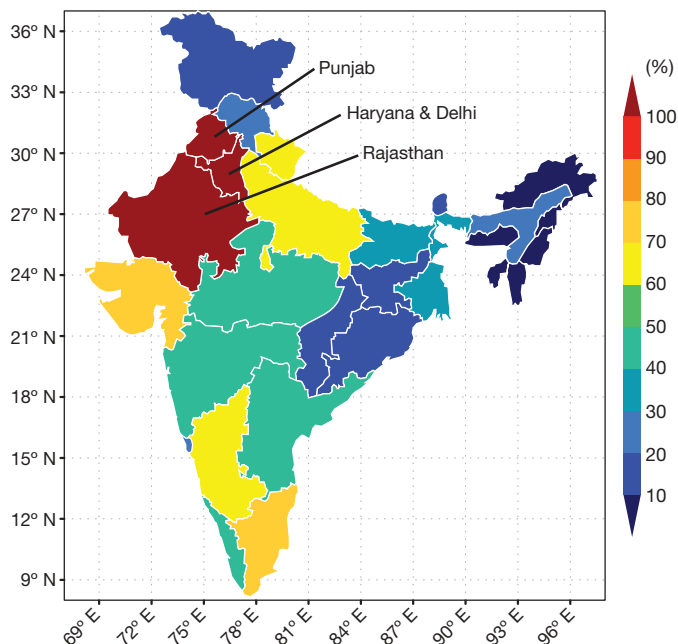 36° N
33° N
30° N
27° N
24° N
21° N
18° N
15° N
12° N
9° N
69° E
72° E
75° E
78° E
81° E
84° E
87° E
90° E
93° E
96° E
Punjab
Haryana & Delhi
Rajasthan
(%)
100
90
80
70
60
50
40
30
20
10